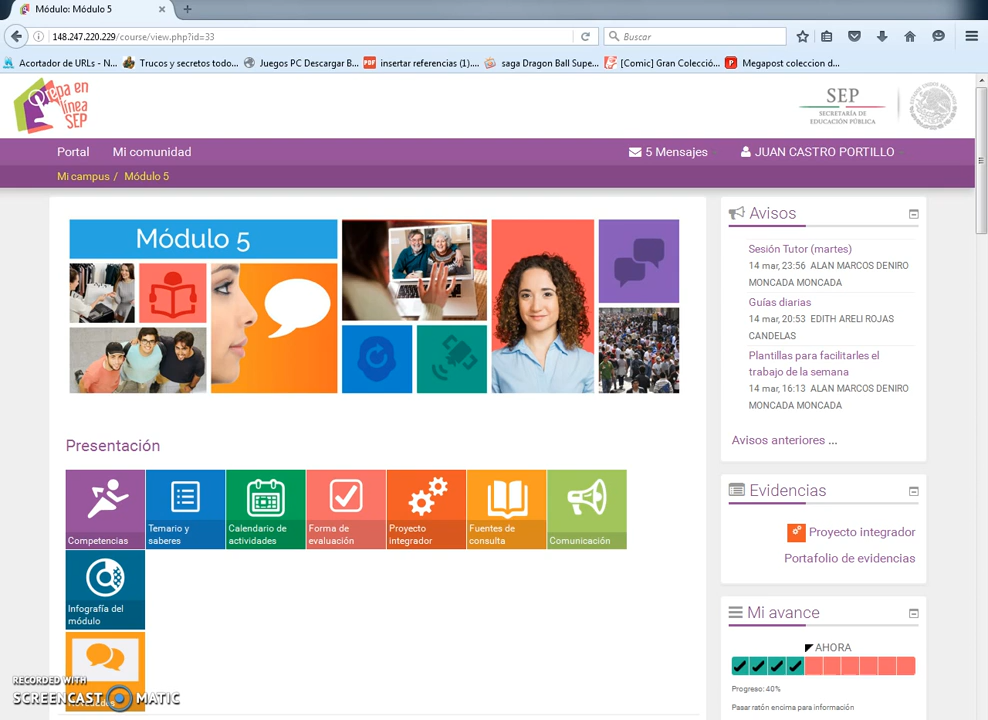 Módulo: Módulo 5
148.247.220.229/course/view.php?id=33
Buscar
Acortador de URLs - N...
Trucos y secretos todo...
Juegos PC Descargar B...
insertar referencias (1)....
saga Dragon Ball Supe...
[Comic] Gran Colecció...
Megapost coleccion d...
Prepa en
línea
SEP
SEP
SECRETARÍA DE
EDUCACIÓN PÚBLICA
Portal
Mi comunidad
5 Mensajes
JUAN CASTRO PORTILLO
Mi campus / Módulo 5
Módulo 5
Presentación
Competencias
Temario y
saberes
Calendario de
actividades
Forma de
evaluación
Proyecto
integrador
Fuentes de
consulta
Comunicación
Infografía del
módulo
RECORDED WITH
SCREENCAST MATIC
Avisos
Sesión Tutor (martes)
14 mar, 23:56 ALAN MARCOS DENIRO
MONCADA MONCADA
Guías diarias
14 mar, 20:53 EDITH ARELI ROJAS
CANDELAS
Plantillas para facilitarles el
trabajo de la semana
14 mar, 16:13 ALAN MARCOS DENIRO
MONCADA MONCADA
Avisos anteriores ...
Evidencias
Proyecto integrador
Portafolio de evidencias
Mi avance
AHORA
Progreso: 40%
Pasar ratón encima para información